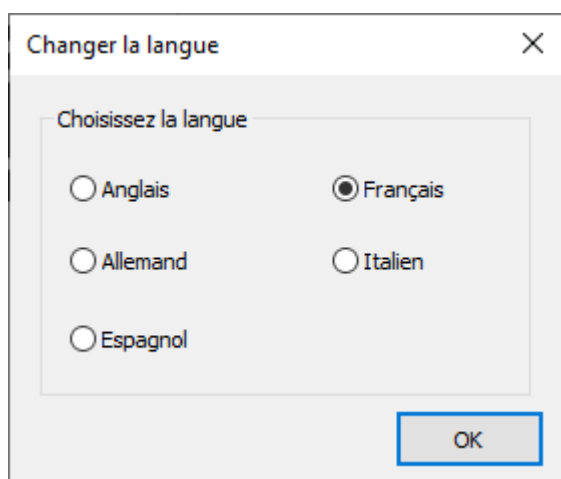 Changer la langue
Choisissez la langue
Anglais
Français
Allemand
Italien
Espagnol
OK